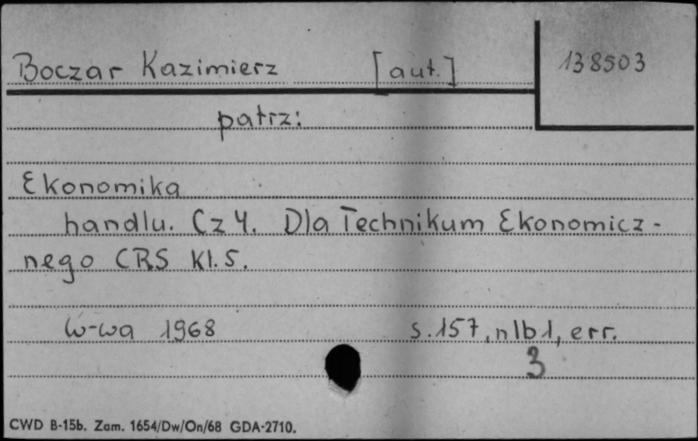 Boczar Kazimierz [aut.] 138503
patrz:
Ekonomika
handlu. Cz 4. Dla Technikum Ekonomicz-
nego CRS Kl. 5.
W-wa 1968 s. 157, nlb 1, err.
3
CWD B-15b. Zam. 1654/Dw/On/68 GDA-2710.